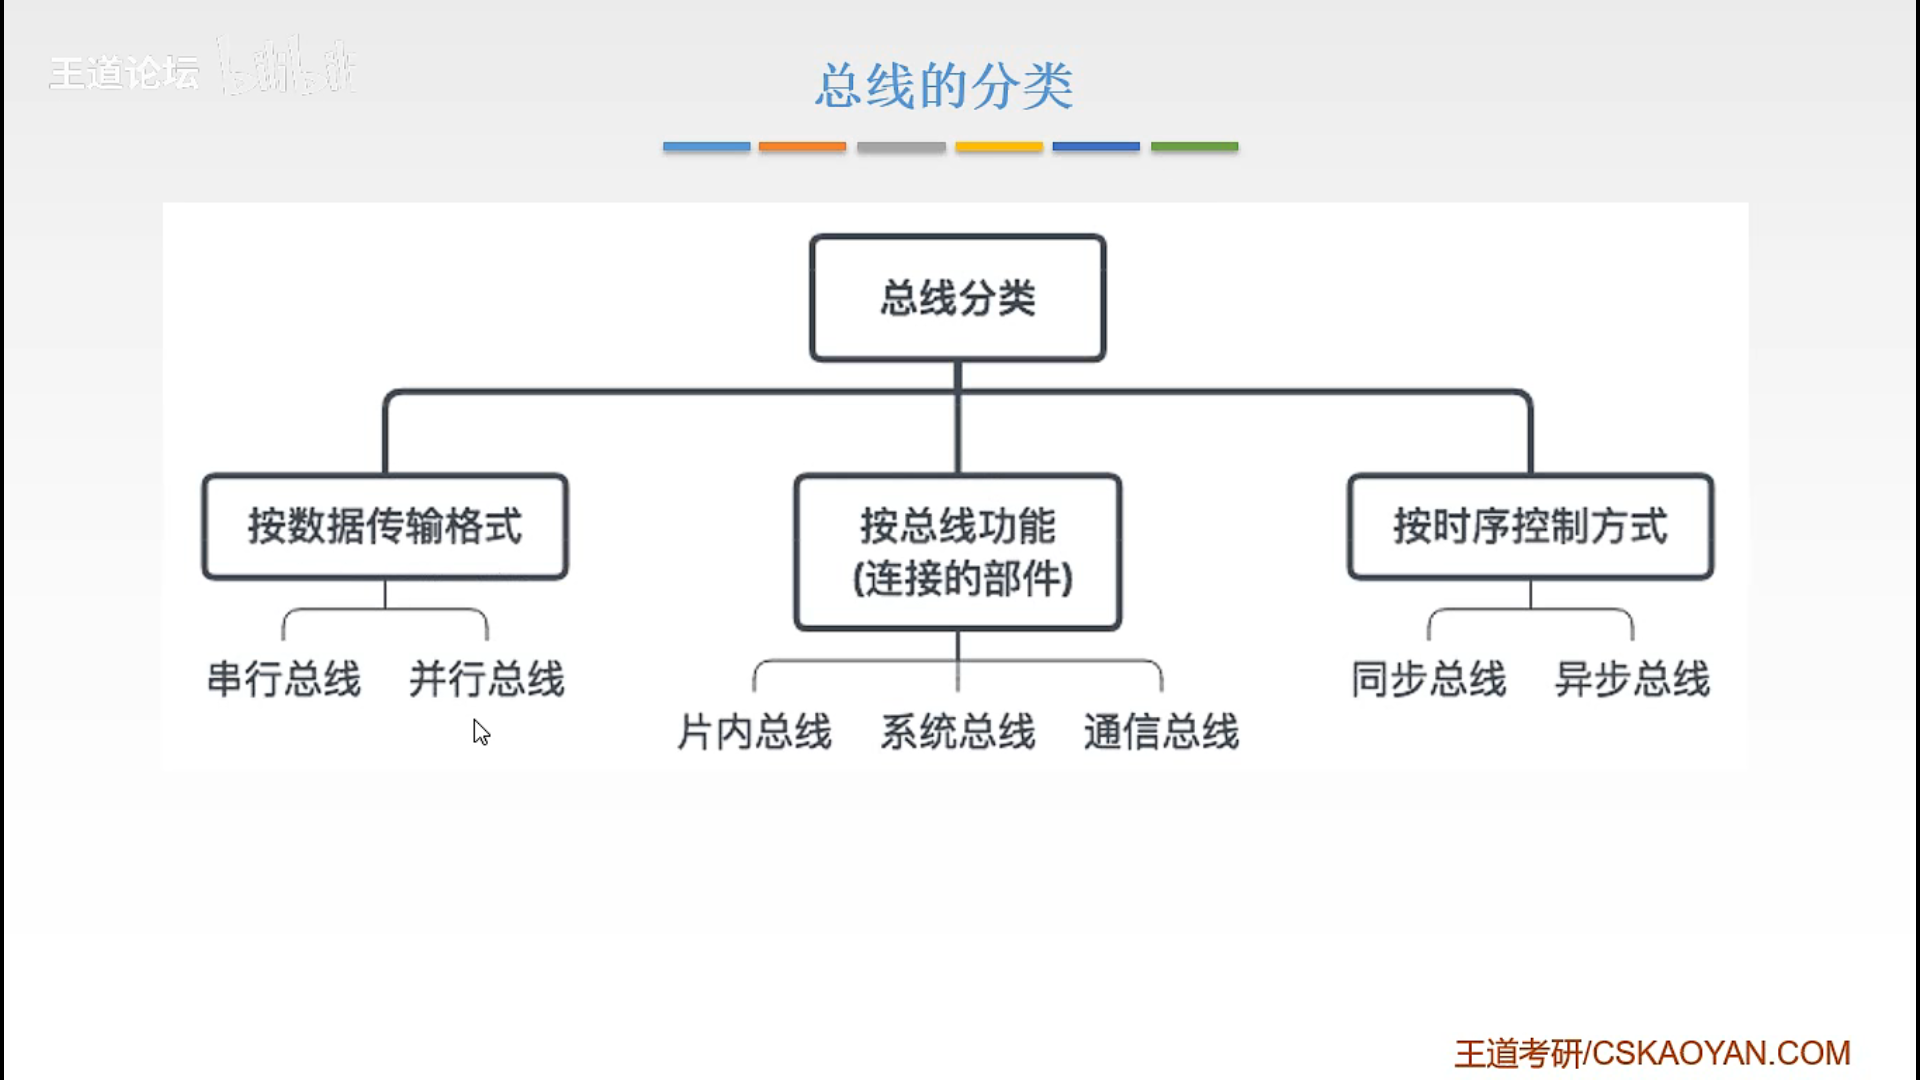 王道论坛 bilibili
总线的分类
总线分类
按数据传输格式
按总线功能
(连接的部件)
按时序控制方式
串行总线 并行总线
同步总线 异步总线
片内总线 系统总线 通信总线
王道考研/CSKAOYAN.COM